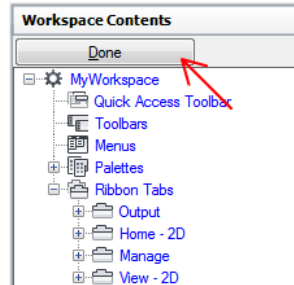 Workspace Contents
Done
MyWorkspace
Quick Access Toolbar
Toolbars
Menus
Palettes
Ribbon Tabs
Output
Home - 2D
Manage
View - 2D